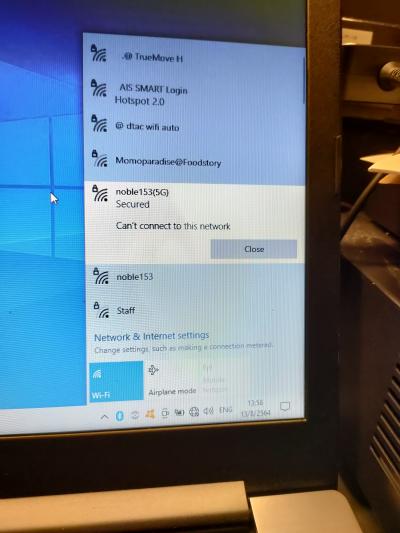 .@ TrueMove H
AIS SMART Login
Hotspot 2.0
@ dtac wifi auto
Momoparadise@Foodstory
noble153(5G)
Secured
Can't connect to this network
Close
noble153
Staff
Network & Internet settings
Change settings, such as making a connection metered.
Wi-Fi
Airplane mode
Mobile
hotspot
ENG
13:56
13/8/2564